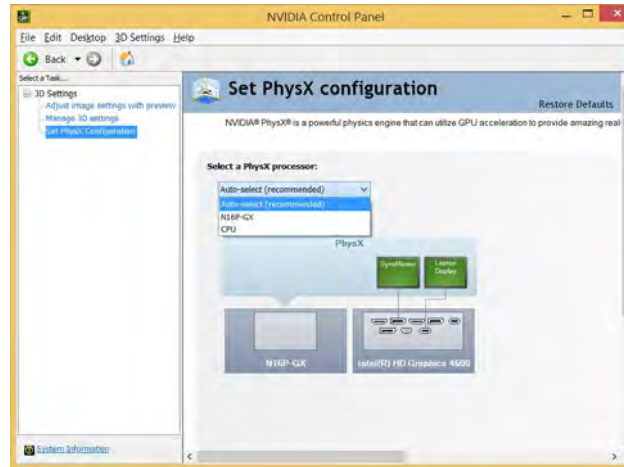 NVIDIA Control Panel
File Edit Desktop 3D Settings Help
Back
Select a Task...
3D Settings
Adjust image settings with preview
Manage 3D settings
Set PhysX Configuration
Set PhysX configuration
Restore Defaults
NVIDIA® PhysX® is a powerful physics engine that can utilize GPU acceleration to provide amazing real-
Select a PhysX processor:
Auto-select (recommended)
Auto-select (recommended)
N16P-GX
CPU
PhysX
SyncMaster
Laptop
Display
N16P-GX
Intel(R) HD Graphics 4600
System Information